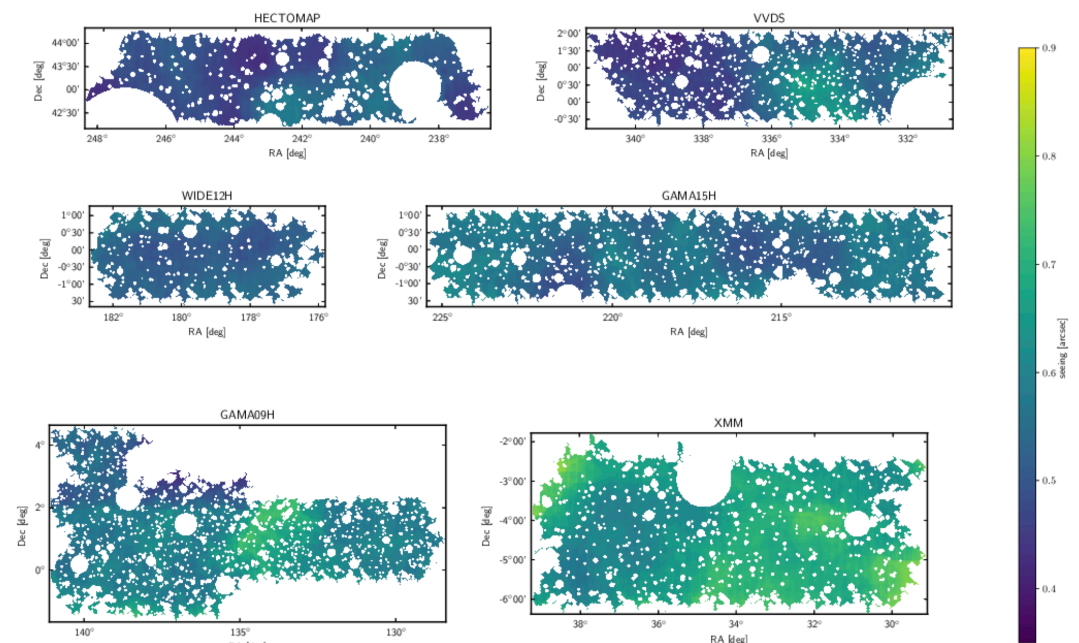 HECTOMAP
44°00'
43°30'
00'
42°30'
Dec [deg]
248° 246° 244° 242° 240° 238°
RA [deg]
VVDS
2°00'
1°30'
00'
0°30'
00'
-0°30'
Dec [deg]
340° 338° 336° 334° 332°
RA [deg]
WIDE12H
1°00'
0°30'
00'
-0°30'
-1°00'
30'
Dec [deg]
182° 180° 178° 176°
RA [deg]
GAMA15H
1°00'
0°30'
00'
-0°30'
-1°00'
30'
Dec [deg]
225° 220° 215°
RA [deg]
GAMA09H
4°
2°
0°
Dec [deg]
140° 135° 130°
XMM
-2°00'
-3°00'
-4°00'
-5°00'
-6°00'
Dec [deg]
38° 36° 34° 32° 30°
RA [deg]
0.9
0.8
0.7
0.6
0.5
0.4
seeing [arcsec]